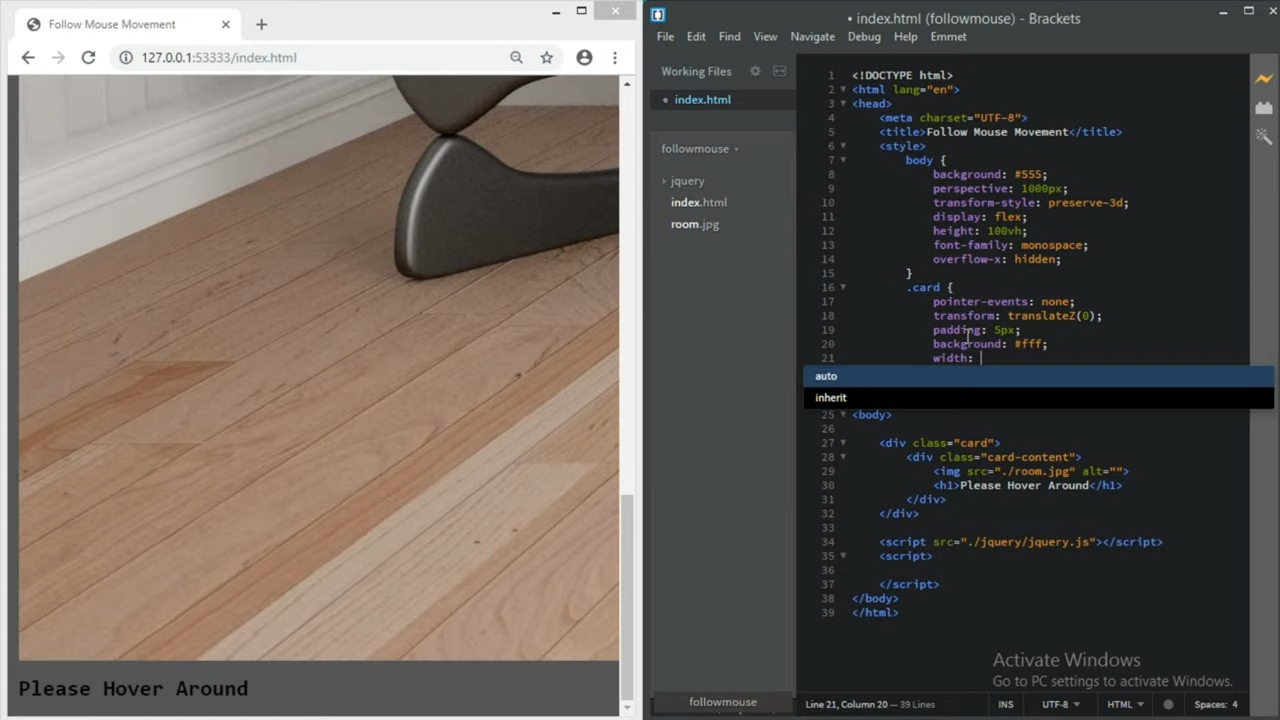 Follow Mouse Movement
127.0.0.1:53333/index.html
Please Hover Around
• index.html (followmouse) - Brackets
File Edit Find View Navigate Debug Help Emmet
Working Files
index.html
followmouse
jquery
index.html
room.jpg
followmouse
1 <!DOCTYPE html>
2 <html lang="en">
3 <head>
4 <meta charset="UTF-8">
5 <title>Follow Mouse Movement</title>
6 <style>
7 body {
8 background: #555;
9 perspective: 1000px;
10 transform-style: preserve-3d;
11 display: flex;
12 height: 100vh;
13 font-family: monospace;
14 overflow-x: hidden;
15 }
16 .card {
17 pointer-events: none;
18 transform: translateZ(0);
19 padding: 5px;
20 background: #fff;
21 width:
auto
inherit
25 <body>
26
27 <div class="card">
28 <div class="card-content">
29 <img src="./room.jpg" alt="">
30 <h1>Please Hover Around</h1>
31 </div>
32 </div>
33
34 <script src="./jquery/jquery.js"></script>
35 <script>
36
37 </script>
38 </body>
39 </html>
Activate Windows
Go to PC settings to activate Windows.
Line 21, Column 20 — 39 Lines INS UTF-8 HTML Spaces: 4